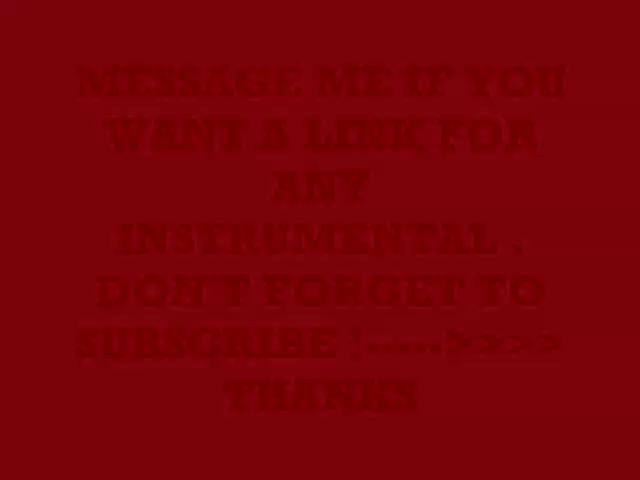 MESSAGE ME IF YOU
WANT A LINK FOR
ANY
INSTRUMENTAL .
DON'T FORGET TO
SUBSCRIBE !----->>>>
THANKS